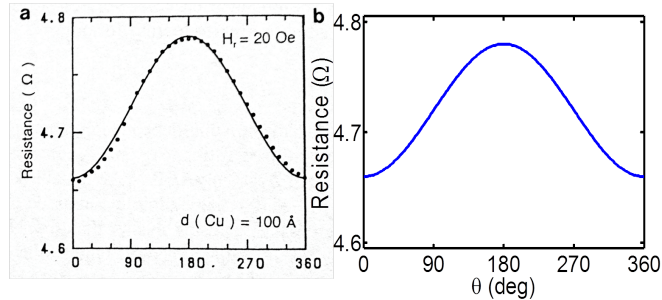 a
H_r = 20 Oe
d ( Cu ) = 100 Å
Resistance ( Ω )
4.8
4.7
4.6
0 90 180. 270 360
b
Resistance (Ω)
4.8
4.7
4.6
0 90 180 270 360
θ (deg)